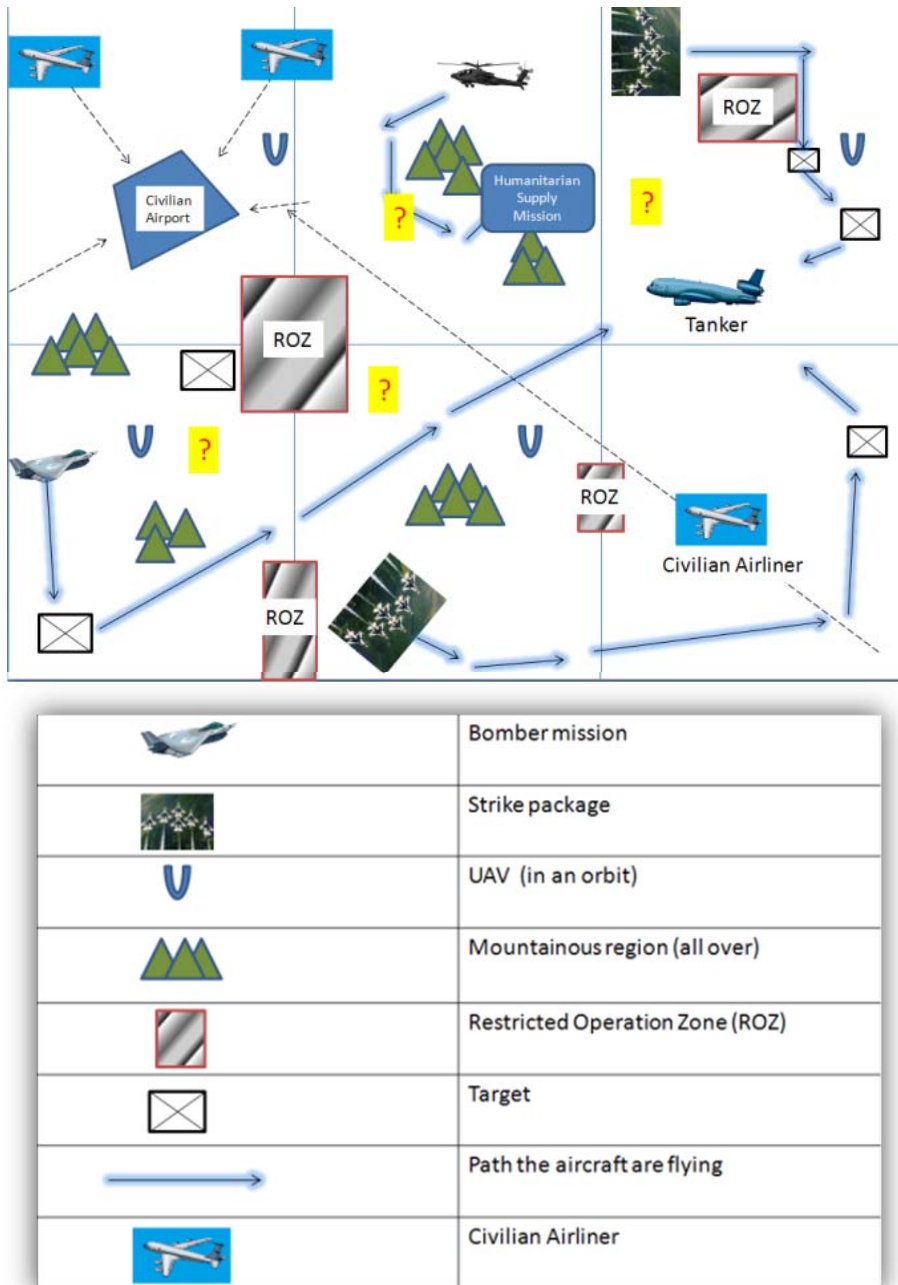 ROZ
Civilian
Airport
Humanitarian
Supply
Mission
?
?
Tanker
ROZ
?
?
ROZ
Civilian Airliner
ROZ
Bomber mission
Strike package
UAV (in an orbit)
Mountainous region (all over)
Restricted Operation Zone (ROZ)
Target
Path the aircraft are flying
Civilian Airliner